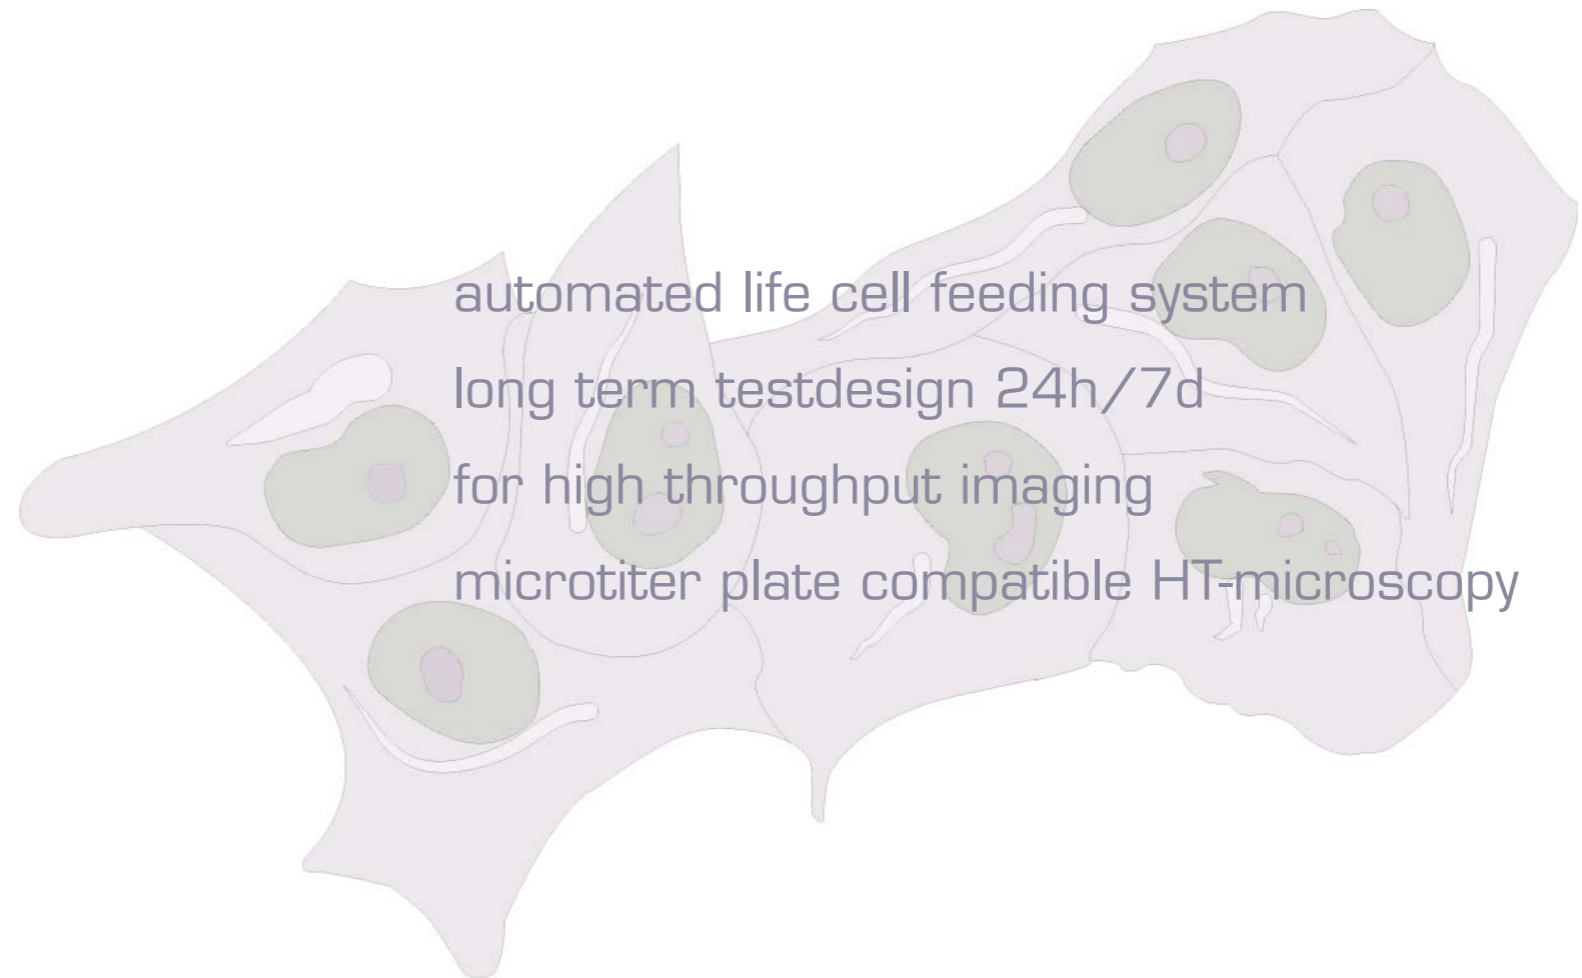 automated life cell feeding system
long term testdesign 24h/7d
for high throughput imaging
microtiter plate compatible HT-microscopy